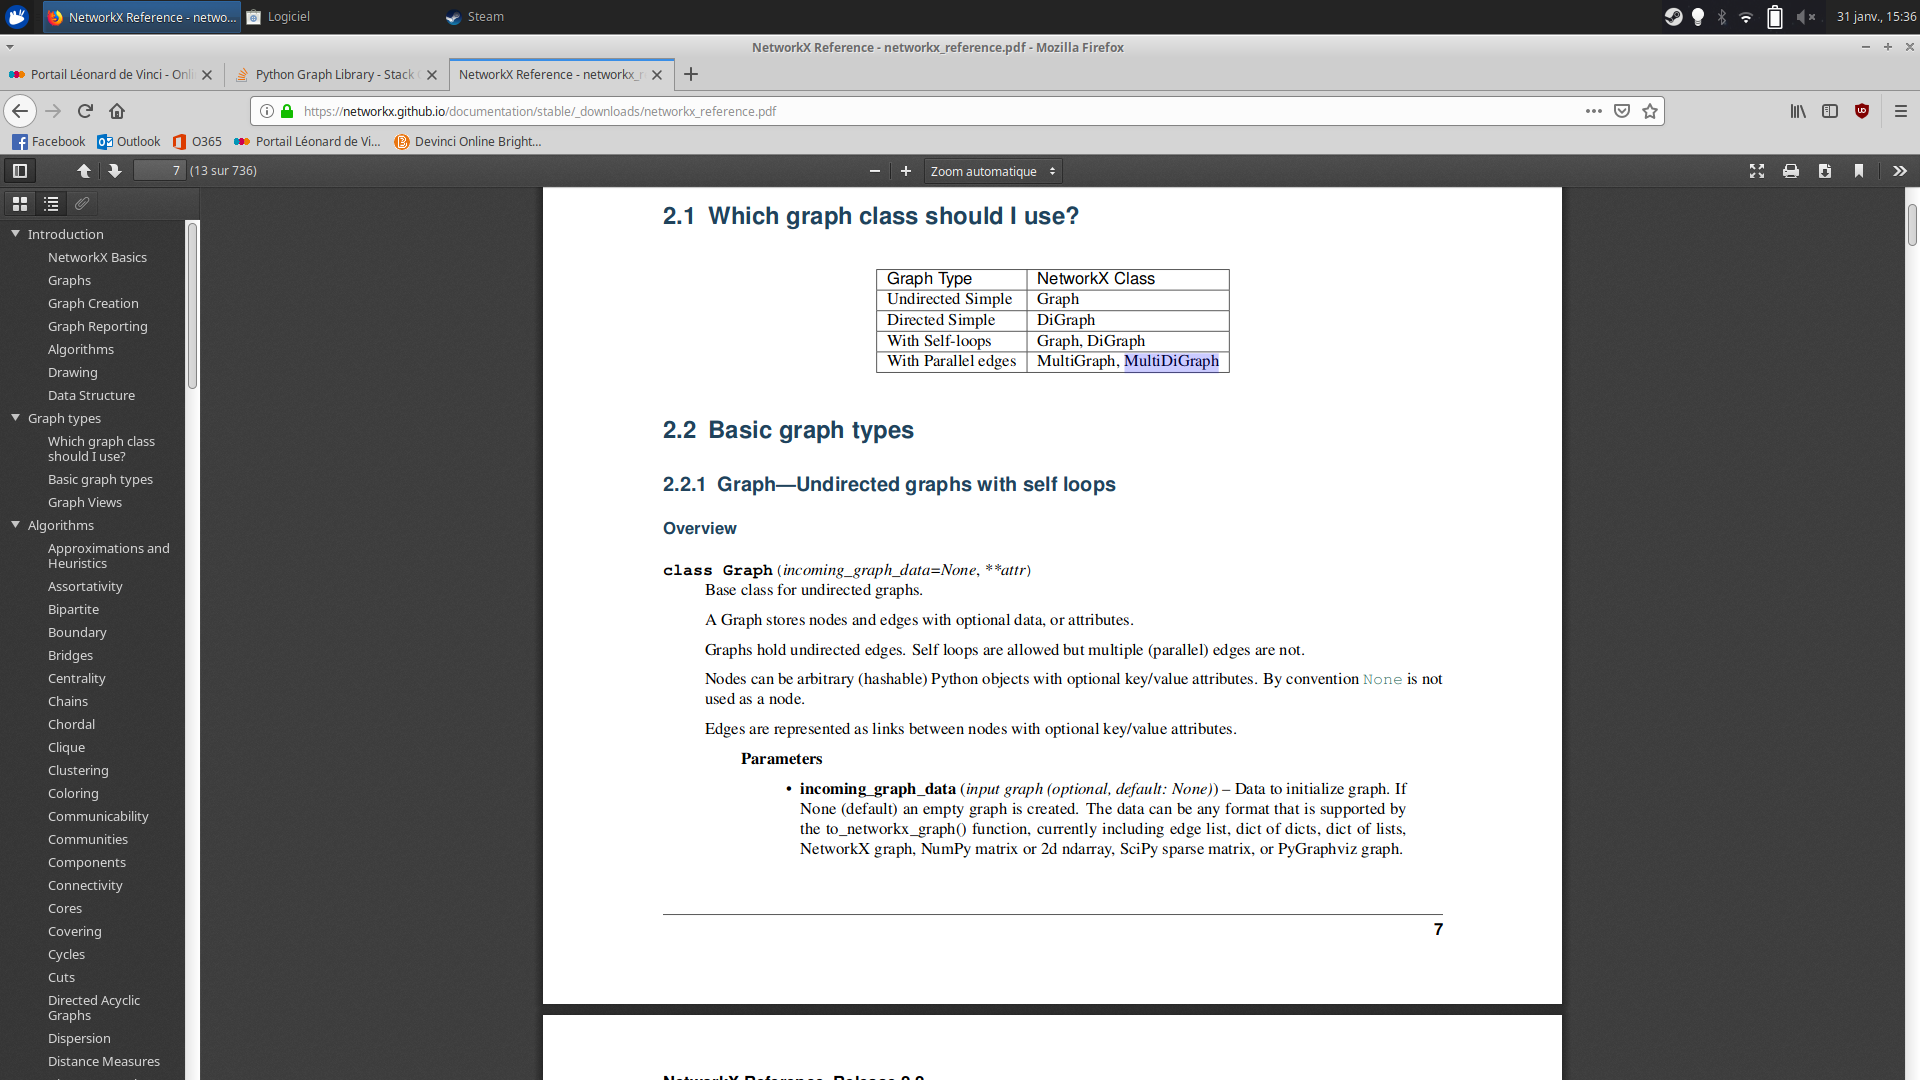 NetworkX Reference - netwo...
Logiciel
Steam
31 janv., 15:36
NetworkX Reference - networkx_reference.pdf - Mozilla Firefox
Portail Léonard de Vinci - Onli
Python Graph Library - Stack
NetworkX Reference - networkx_r
https://networkx.github.io/documentation/stable/_downloads/networkx_reference.pdf
Facebook
Outlook
O365
Portail Léonard de Vi...
Devinci Online Bright...
7 (13 sur 736)
Zoom automatique
Introduction
NetworkX Basics
Graphs
Graph Creation
Graph Reporting
Algorithms
Drawing
Data Structure
Graph types
Which graph class
should I use?
Basic graph types
Graph Views
Algorithms
Approximations and
Heuristics
Assortativity
Bipartite
Boundary
Bridges
Centrality
Chains
Chordal
Clique
Clustering
Coloring
Communicability
Communities
Components
Connectivity
Cores
Covering
Cycles
Cuts
Directed Acyclic
Graphs
Dispersion
Distance Measures
2.1 Which graph class should I use?
Graph Type NetworkX Class
Undirected Simple Graph
Directed Simple DiGraph
With Self-loops Graph, DiGraph
With Parallel edges MultiGraph, MultiDiGraph
2.2 Basic graph types
2.2.1 Graph—Undirected graphs with self loops
Overview
class Graph(incoming_graph_data=None, **attr)
Base class for undirected graphs.
A Graph stores nodes and edges with optional data, or attributes.
Graphs hold undirected edges. Self loops are allowed but multiple (parallel) edges are not.
Nodes can be arbitrary (hashable) Python objects with optional key/value attributes. By convention None is not
used as a node.
Edges are represented as links between nodes with optional key/value attributes.
Parameters
• incoming_graph_data (input graph (optional, default: None)) – Data to initialize graph. If
None (default) an empty graph is created. The data can be any format that is supported by
the to_networkx_graph() function, currently including edge list, dict of dicts, dict of lists,
NetworkX graph, NumPy matrix or 2d ndarray, SciPy sparse matrix, or PyGraphviz graph.
7
NetworkX Reference, Release 2.2